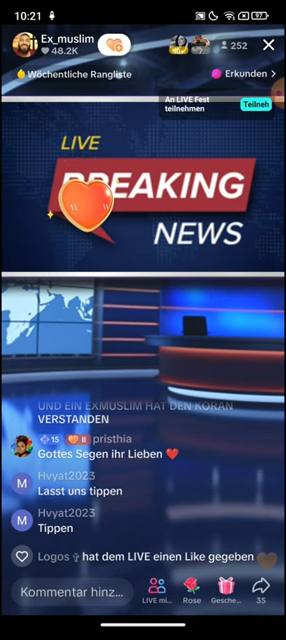 10:21
97
Ex_muslim
48.2K
252
Wöchentliche Rangliste
Erkunden >
An LIVE Fest
teilnehmen
Teilneh
LIVE
BREAKING
NEWS
UND EIN EXMUSLIM HAT DEN KORAN
VERSTANDEN
15 II pristhia
Gottes Segen ihr Lieben ❤️
M Hvyat2023
Lasst uns tippen
M Hvyat2023
Tippen
Logos ✞ hat dem LIVE einen Like gegeben
Kommentar hinz...
LIVE mi...
Rose
Gesche...
35